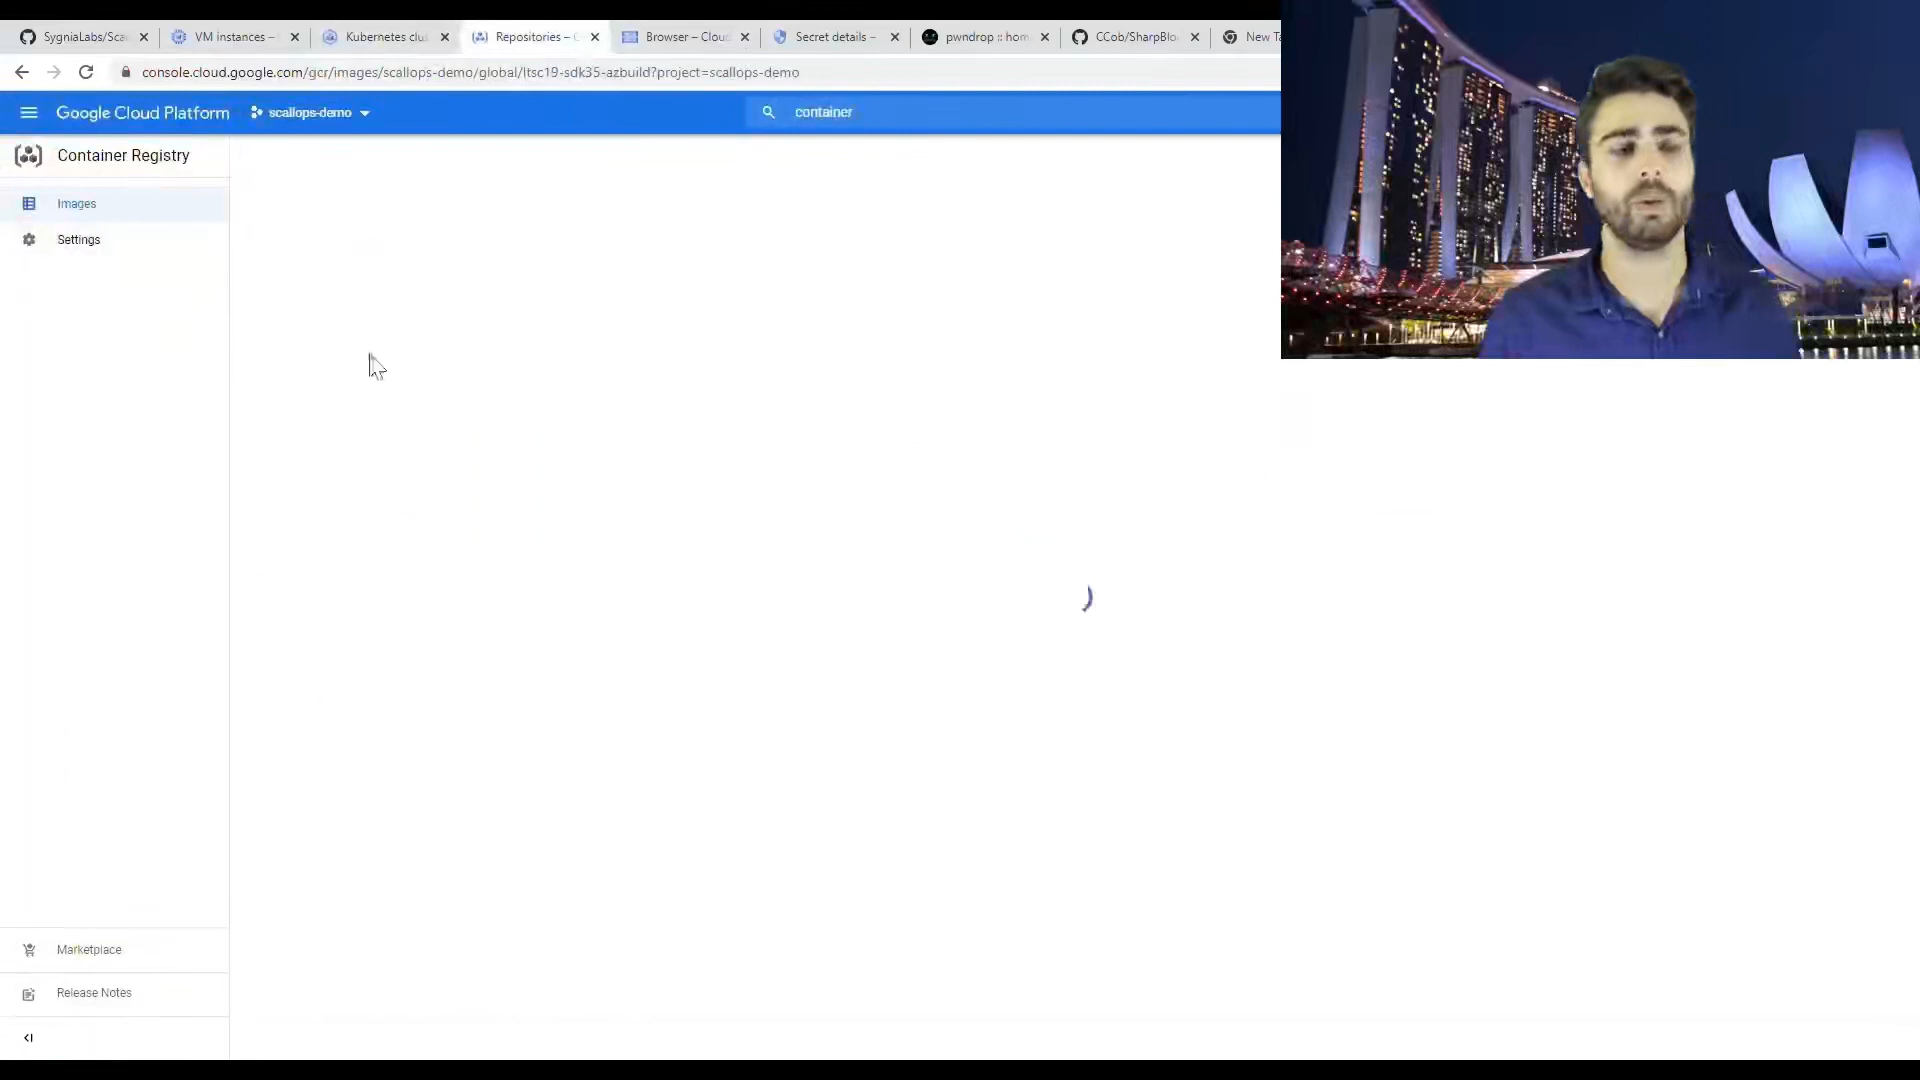 SygniaLabs/Sca
VM instances –
Kubernetes clu
Repositories – C
Browser – Cloud
Secret details –
pwndrop :: hom
CCob/SharpBlo
New Ta
console.cloud.google.com/gcr/images/scallops-demo/global/ltsc19-sdk35-azbuild?project=scallops-demo
Google Cloud Platform
scallops-demo
container
Container Registry
Images
Settings
Marketplace
Release Notes